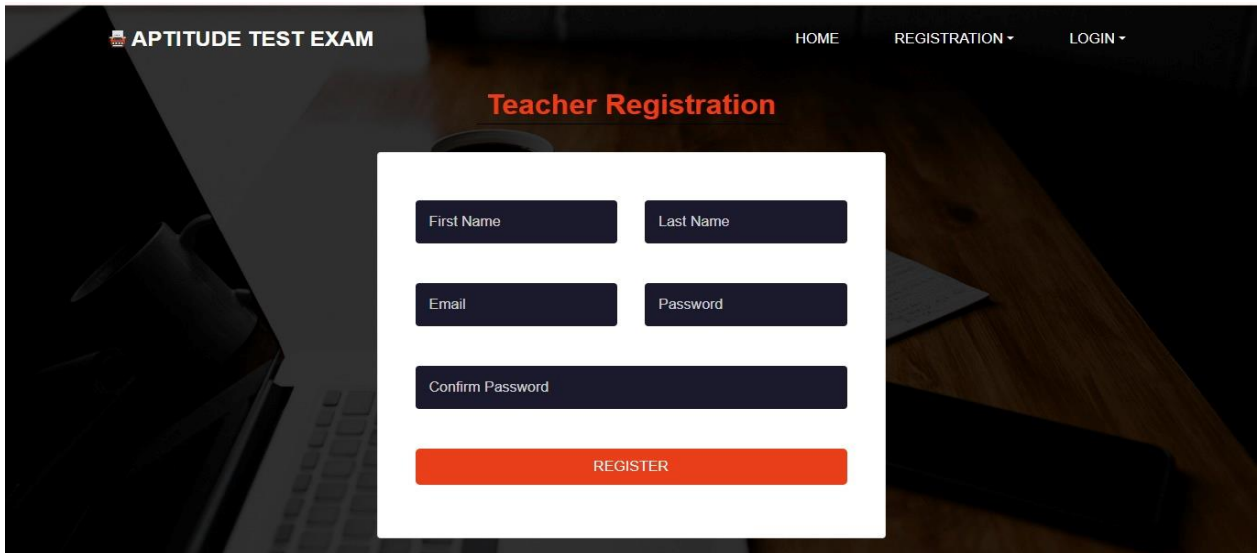 APTITUDE TEST EXAM HOME REGISTRATION LOGIN
Teacher Registration
First Name Last Name
Email Password
Confirm Password
REGISTER